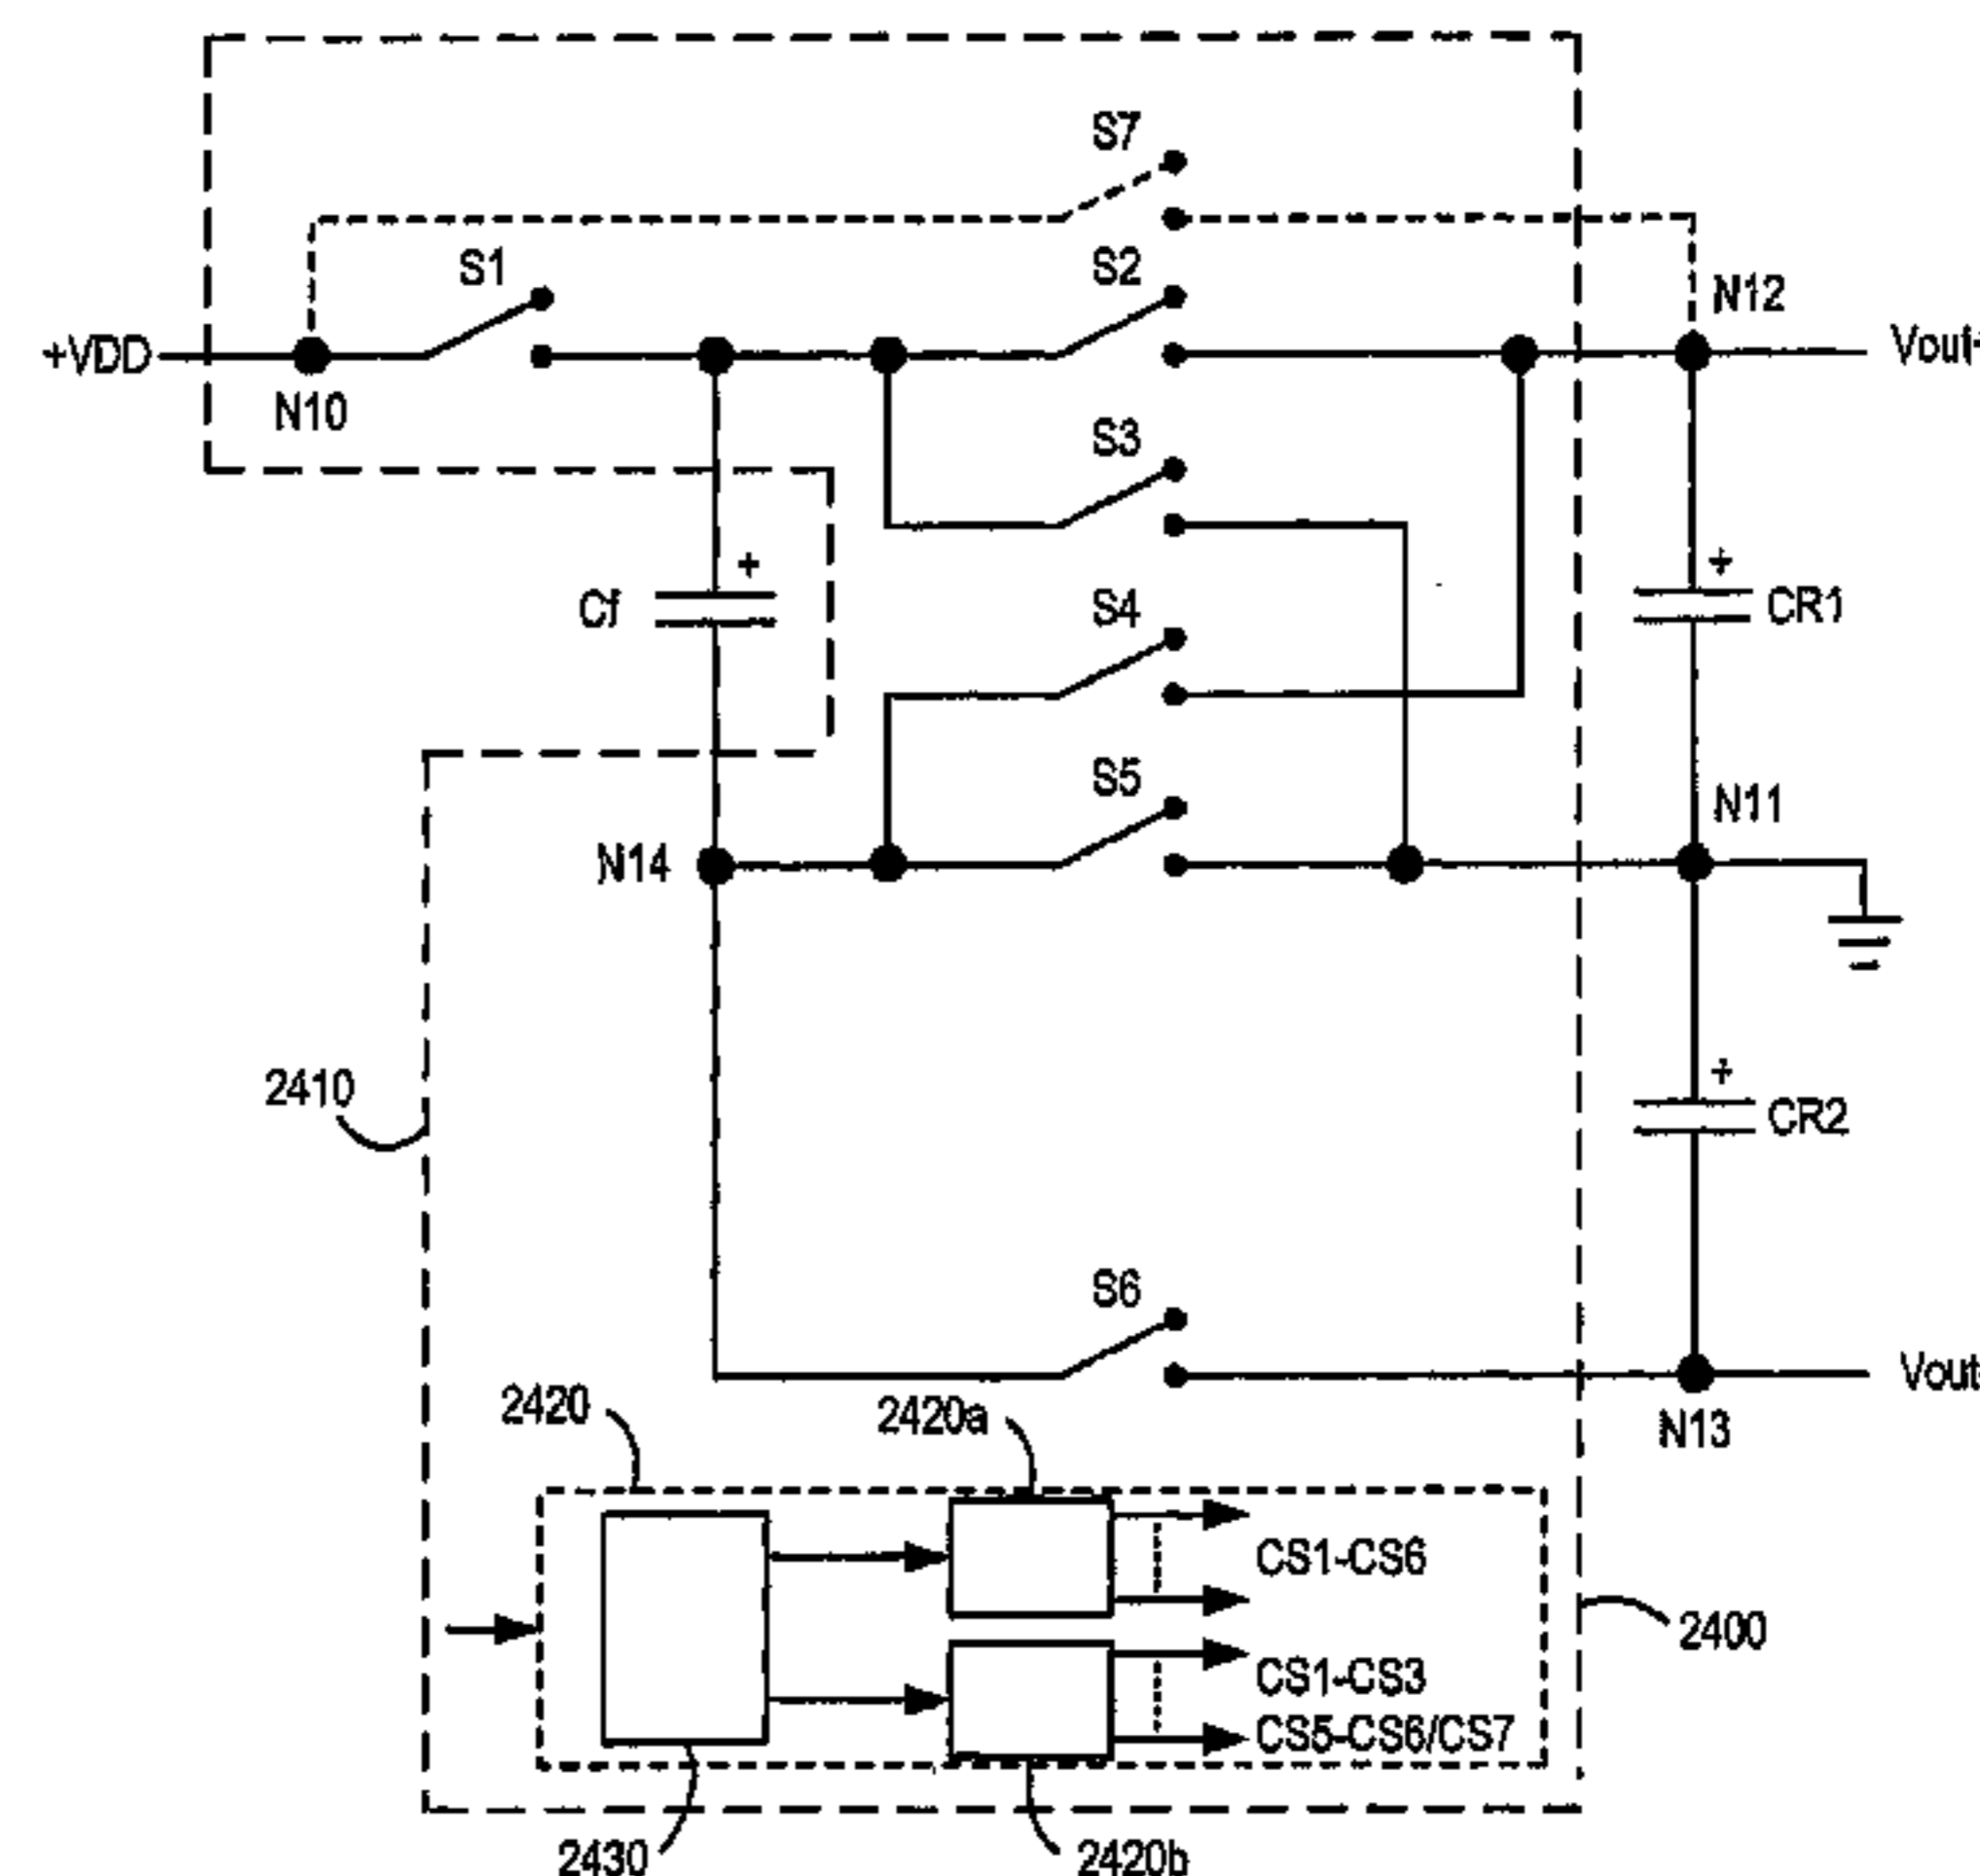 S7
S1
S2
N12
+VDD
Vout+
N10
S3
+
+
Cf
S4
CR1
S5
N11
N14
2410
+
CR2
S6
2420
2420a
Vout-
N13
CS1-CS6
2400
CS1-CS3
CS5-CS6/CS7
2430
2420b